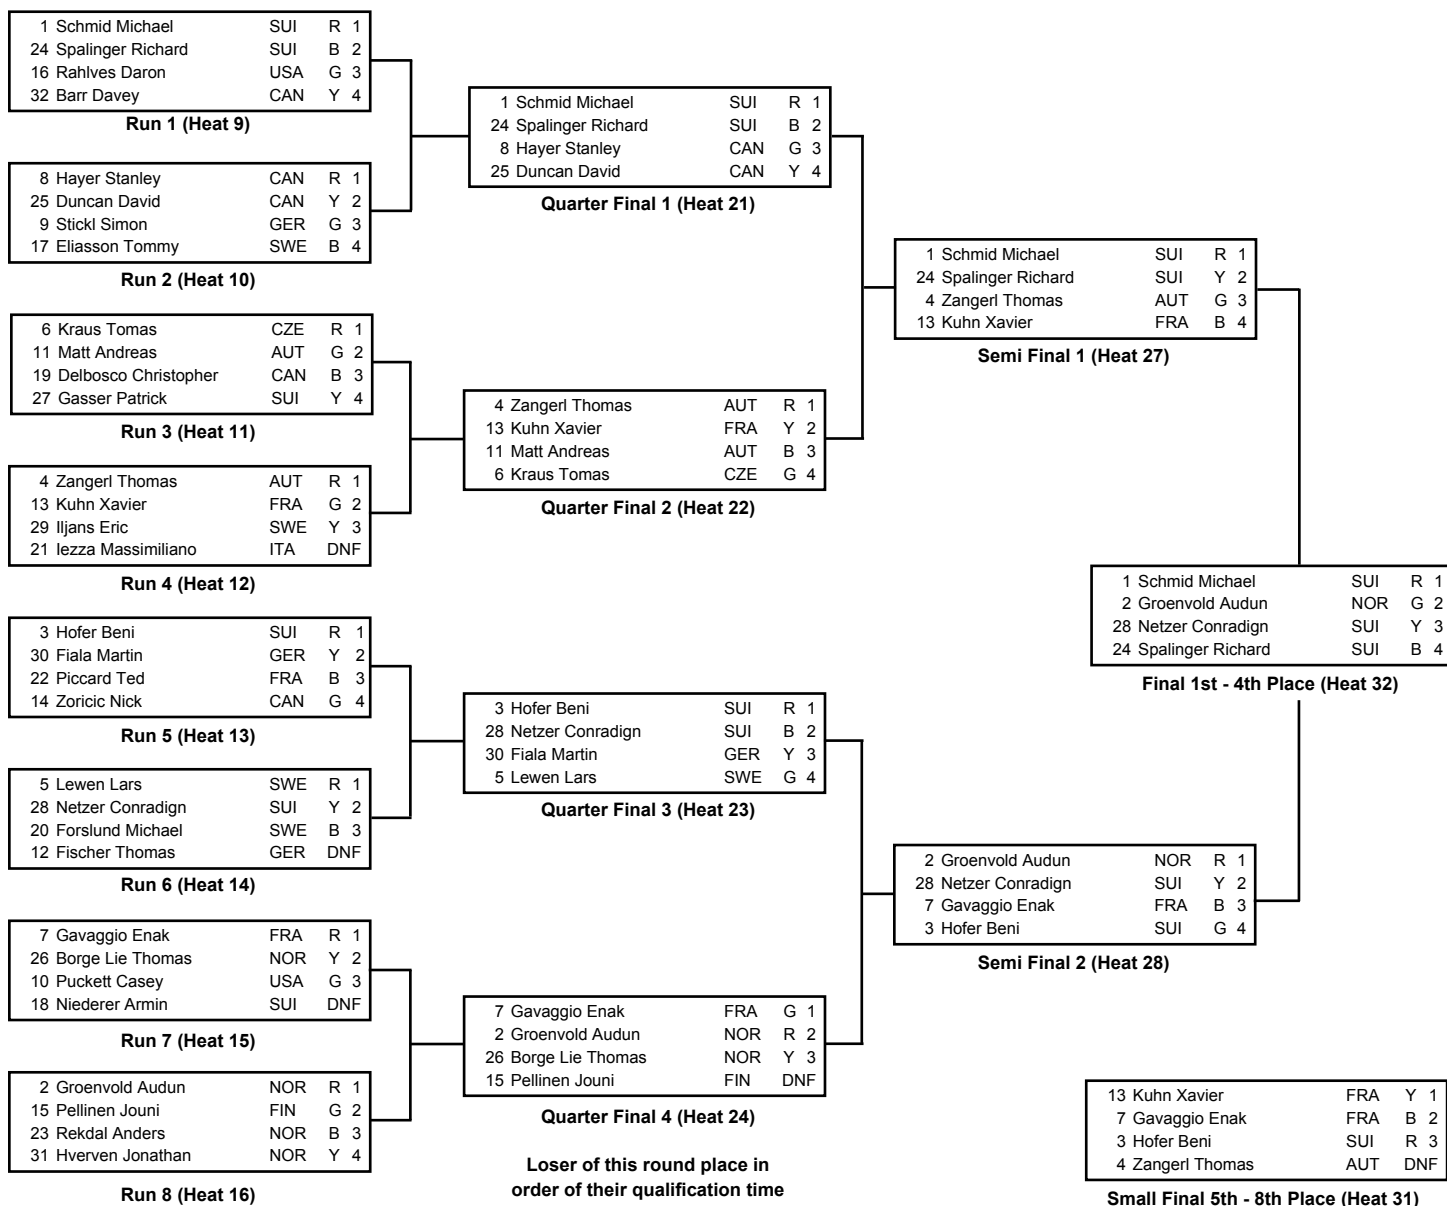 1 Schmid Michael SUI R 1
24 Spalinger Richard SUI B 2
16 Rahlves Daron USA G 3
32 Barr Davey CAN Y 4
Run 1 (Heat 9)
8 Hayer Stanley CAN R 1
25 Duncan David CAN Y 2
9 Stickl Simon GER G 3
17 Eliasson Tommy SWE B 4
Run 2 (Heat 10)
6 Kraus Tomas CZE R 1
11 Matt Andreas AUT G 2
19 Delbosco Christopher CAN B 3
27 Gasser Patrick SUI Y 4
Run 3 (Heat 11)
4 Zangerl Thomas AUT R 1
13 Kuhn Xavier FRA G 2
29 Iljans Eric SWE Y 3
21 Iezza Massimiliano ITA DNF
Run 4 (Heat 12)
3 Hofer Beni SUI R 1
30 Fiala Martin GER Y 2
22 Piccard Ted FRA B 3
14 Zoricic Nick CAN G 4
Run 5 (Heat 13)
5 Lewen Lars SWE R 1
28 Netzer Conradign SUI Y 2
20 Forslund Michael SWE B 3
12 Fischer Thomas GER DNF
Run 6 (Heat 14)
7 Gavaggio Enak FRA R 1
26 Borge Lie Thomas NOR Y 2
10 Puckett Casey USA G 3
18 Niederer Armin SUI DNF
Run 7 (Heat 15)
2 Groenvold Audun NOR R 1
15 Pellinen Jouni FIN G 2
23 Rekdal Anders NOR B 3
31 Hverven Jonathan NOR Y 4
Run 8 (Heat 16)
1 Schmid Michael SUI R 1
24 Spalinger Richard SUI B 2
8 Hayer Stanley CAN G 3
25 Duncan David CAN Y 4
Quarter Final 1 (Heat 21)
4 Zangerl Thomas AUT R 1
13 Kuhn Xavier FRA Y 2
11 Matt Andreas AUT B 3
6 Kraus Tomas CZE G 4
Quarter Final 2 (Heat 22)
3 Hofer Beni SUI R 1
28 Netzer Conradign SUI B 2
30 Fiala Martin GER Y 3
5 Lewen Lars SWE G 4
Quarter Final 3 (Heat 23)
7 Gavaggio Enak FRA G 1
2 Groenvold Audun NOR R 2
26 Borge Lie Thomas NOR Y 3
15 Pellinen Jouni FIN DNF
Quarter Final 4 (Heat 24)
Loser of this round place in
order of their qualification time
1 Schmid Michael SUI R 1
24 Spalinger Richard SUI Y 2
4 Zangerl Thomas AUT G 3
13 Kuhn Xavier FRA B 4
Semi Final 1 (Heat 27)
2 Groenvold Audun NOR R 1
28 Netzer Conradign SUI Y 2
7 Gavaggio Enak FRA B 3
3 Hofer Beni SUI G 4
Semi Final 2 (Heat 28)
1 Schmid Michael SUI R 1
2 Groenvold Audun NOR G 2
28 Netzer Conradign SUI Y 3
24 Spalinger Richard SUI B 4
Final 1st - 4th Place (Heat 32)
13 Kuhn Xavier FRA Y 1
7 Gavaggio Enak FRA B 2
3 Hofer Beni SUI R 3
4 Zangerl Thomas AUT DNF
Small Final 5th - 8th Place (Heat 31)